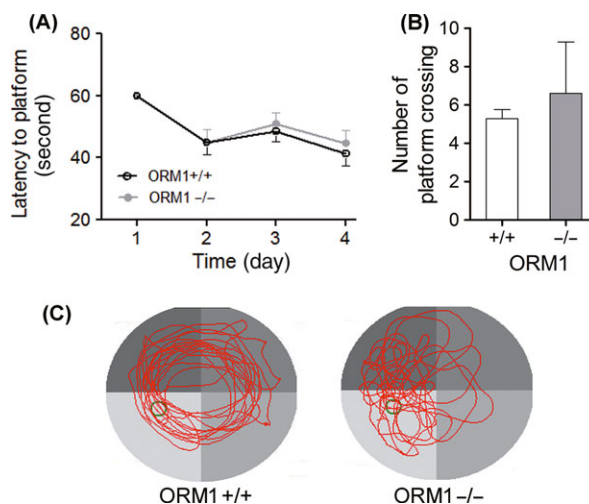 (A)
80
60
40
20
Latency to platform
(second)
ORM1+/+
ORM1 –/–
1 2 3 4
Time (day)
(B)
10
8
6
4
2
0
Number of
platform crossing
+/+ –/–
ORM1
(C)
ORM1 +/+ ORM1 –/–